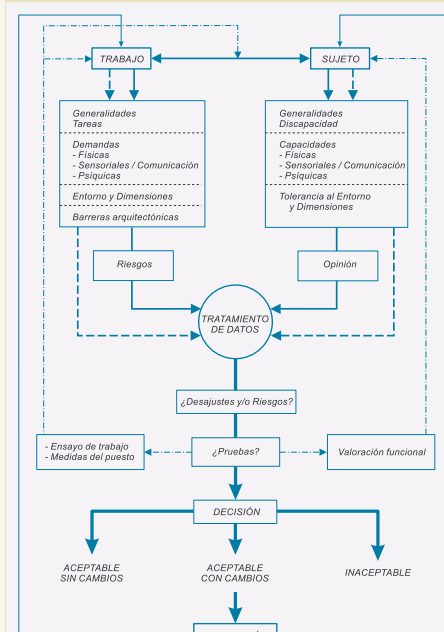 TRABAJO
SUJETO
Generalidades
Tareas
Demandas
- Físicas
- Sensoriales / Comunicación
- Psíquicas
Entorno y Dimensiones
Barreras arquitectónicas
Generalidades
Discapacidad
Capacidades
- Físicas
- Sensoriales / Comunicación
- Psíquicas
Tolerancia al Entorno
y Dimensiones
Riesgos
Opinión
TRATAMIENTO
DE DATOS
¿Desajustes y/o Riesgos?
- Ensayo de trabajo
- Medidas del puesto
¿Pruebas?
Valoración funcional
DECISIÓN
ACEPTABLE
SIN CAMBIOS
ACEPTABLE
CON CAMBIOS
INACEPTABLE